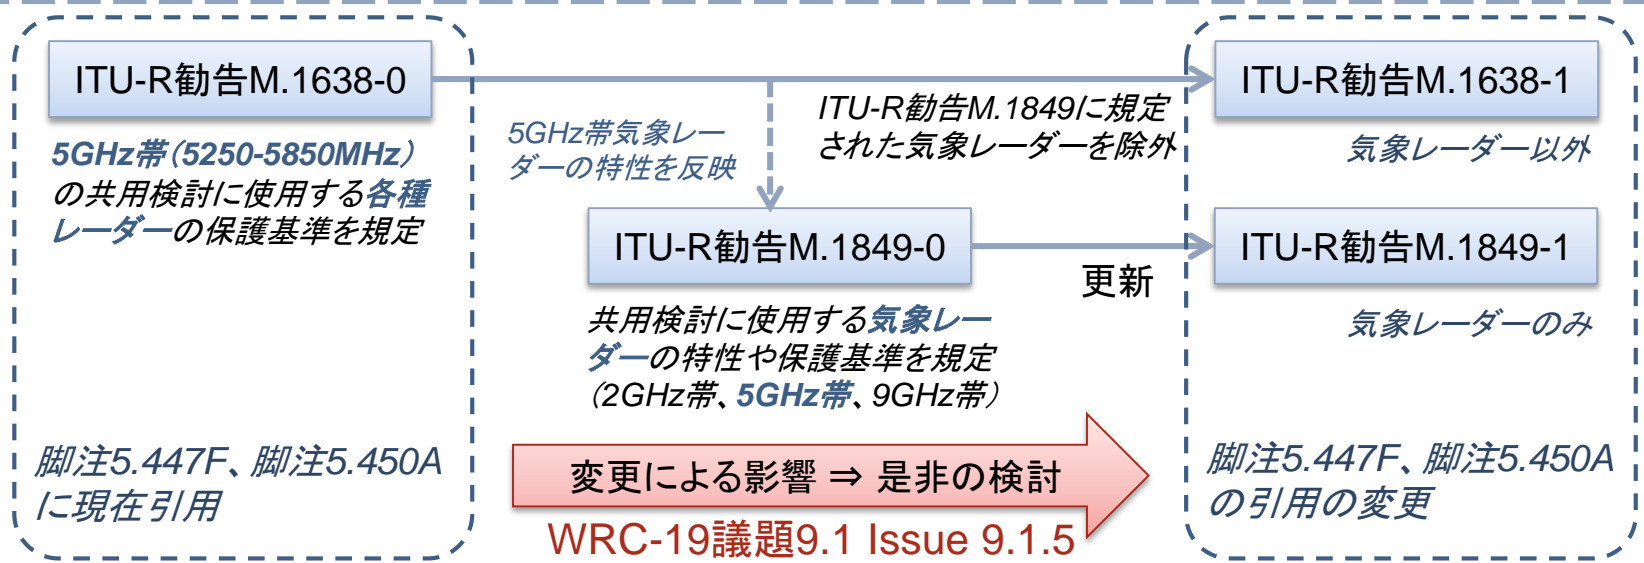 ITU-R勧告M.1638-0
5GHz帯（5250-5850MHz）
の共用検討に使用する各種
レーダーの保護基準を規定
脚注5.447F、脚注5.450A
に現在引用
5GHz帯気象レー
ダーの特性を反映
ITU-R勧告M.1849に規定
された気象レーダーを除外
ITU-R勧告M.1849-0
更新
共用検討に使用する気象レー
ダーの特性や保護基準を規定
（2GHz帯、5GHz帯、9GHz帯）
変更による影響 ⇒ 是非の検討
WRC-19議題9.1 Issue 9.1.5
ITU-R勧告M.1638-1
気象レーダー以外
ITU-R勧告M.1849-1
気象レーダーのみ
脚注5.447F、脚注5.450A
の引用の変更